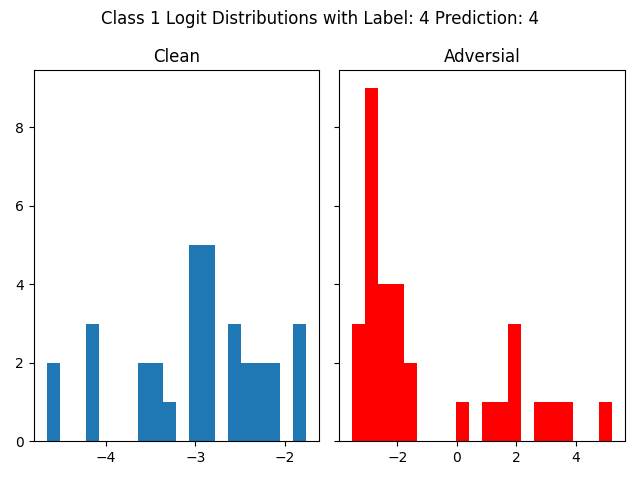 Class 1 Logit Distributions with Label: 4 Prediction: 4
Clean
Adversial
8
6
4
2
0
−4 −3 −2
−2 0 2 4